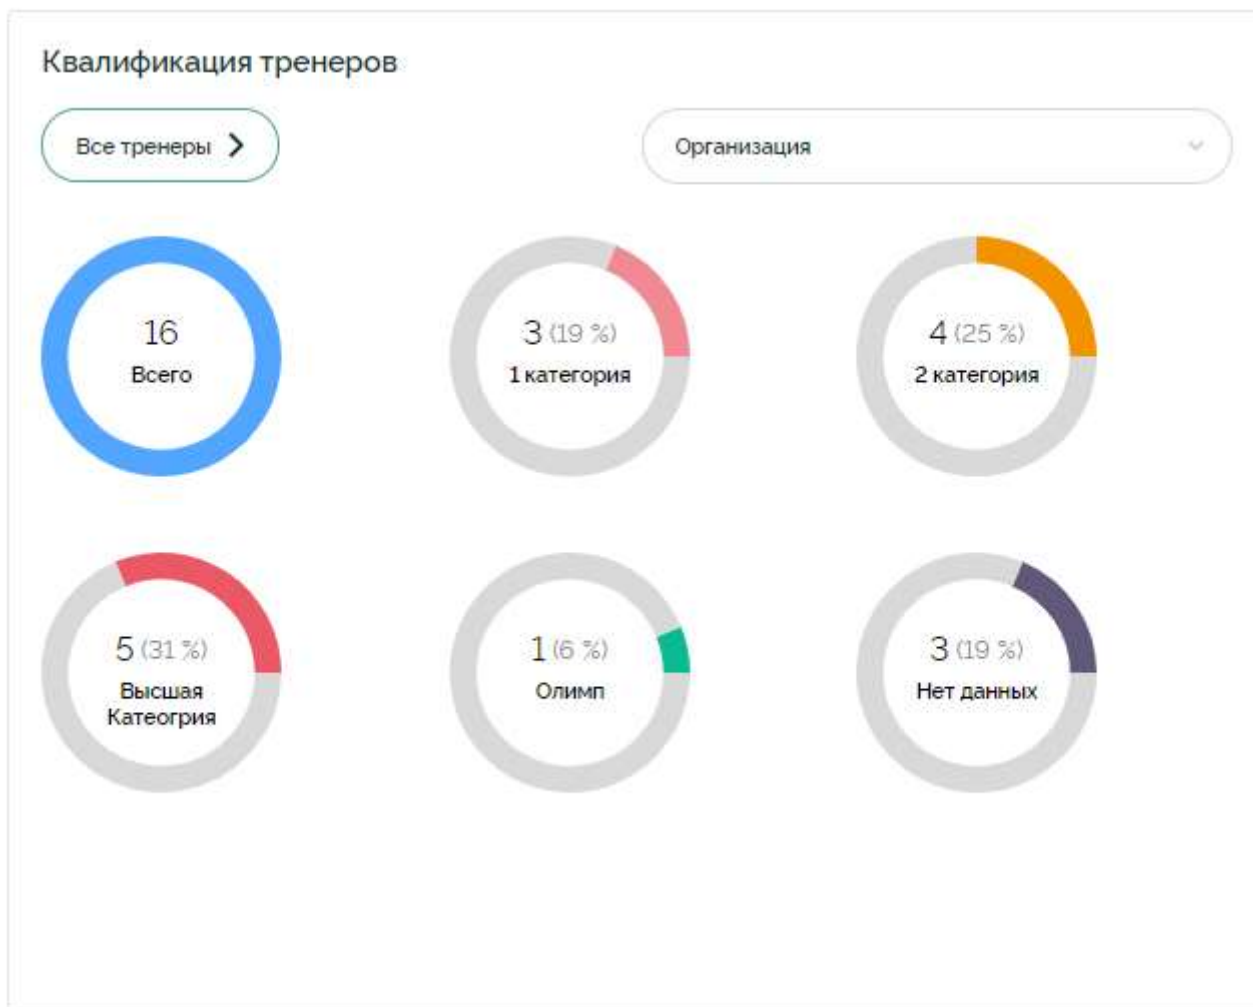 Квалификация тренеров
Все тренеры
Организация
16
Всего
3 (19 %)
1 категория
4 (25 %)
2 категория
5 (31 %)
Высшая
Катеогрия
1 (6 %)
Олимп
3 (19 %)
Нет данных